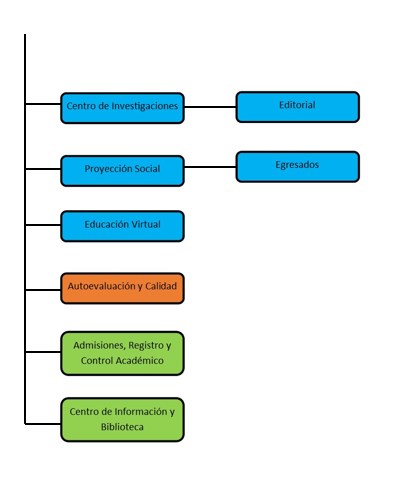 Centro de Investigaciones
Editorial
Proyección Social
Egresados
Educación Virtual
Autoevaluación y Calidad
Admisiones, Registro y
Control Académico
Centro de Información y
Biblioteca